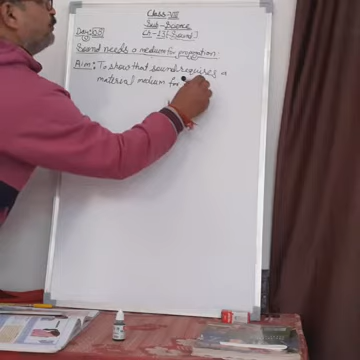 Class-VIII
Sub-Science
Day:03
Ch-13(Sound)
Sound needs a medium for propagation.
Aim: To show that sound requires a
material medium for